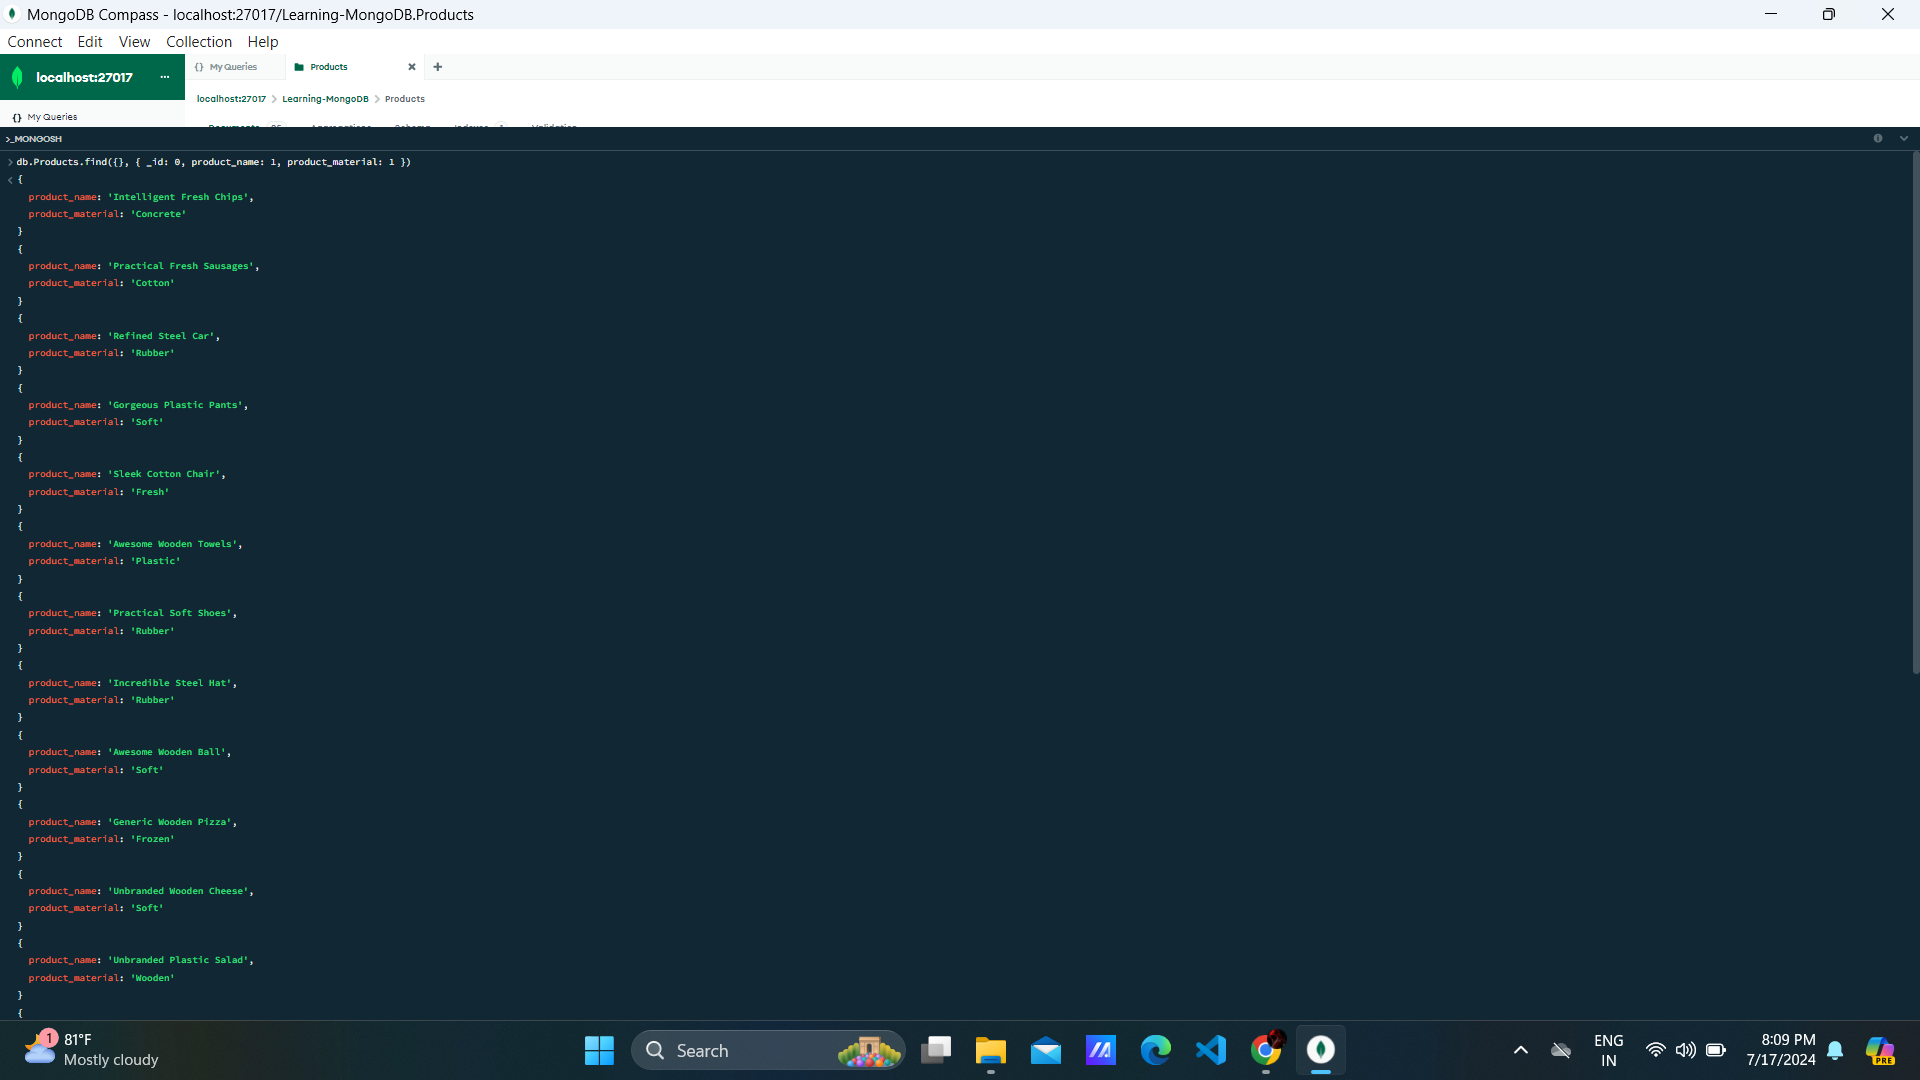 MongoDB Compass - localhost:27017/Learning-MongoDB.Products
Connect Edit View Collection Help
localhost:27017 ... {} My Queries Products
localhost:27017 > Learning-MongoDB > Products
{} My Queries
Documents Aggregations Schema Indexes Validation
>_MONGOSH
> db.Products.find({}, { _id: 0, product_name: 1, product_material: 1 })
< {
product_name: 'Intelligent Fresh Chips',
product_material: 'Concrete'
}
{
product_name: 'Practical Fresh Sausages',
product_material: 'Cotton'
}
{
product_name: 'Refined Steel Car',
product_material: 'Rubber'
}
{
product_name: 'Gorgeous Plastic Pants',
product_material: 'Soft'
}
{
product_name: 'Sleek Cotton Chair',
product_material: 'Fresh'
}
{
product_name: 'Awesome Wooden Towels',
product_material: 'Plastic'
}
{
product_name: 'Practical Soft Shoes',
product_material: 'Rubber'
}
{
product_name: 'Incredible Steel Hat',
product_material: 'Rubber'
}
{
product_name: 'Awesome Wooden Ball',
product_material: 'Soft'
}
{
product_name: 'Generic Wooden Pizza',
product_material: 'Frozen'
}
{
product_name: 'Unbranded Wooden Cheese',
product_material: 'Soft'
}
{
product_name: 'Unbranded Plastic Salad',
product_material: 'Wooden'
}
{
1 81°F
Mostly cloudy
Search
ENG
IN
8:09 PM
7/17/2024
PRE